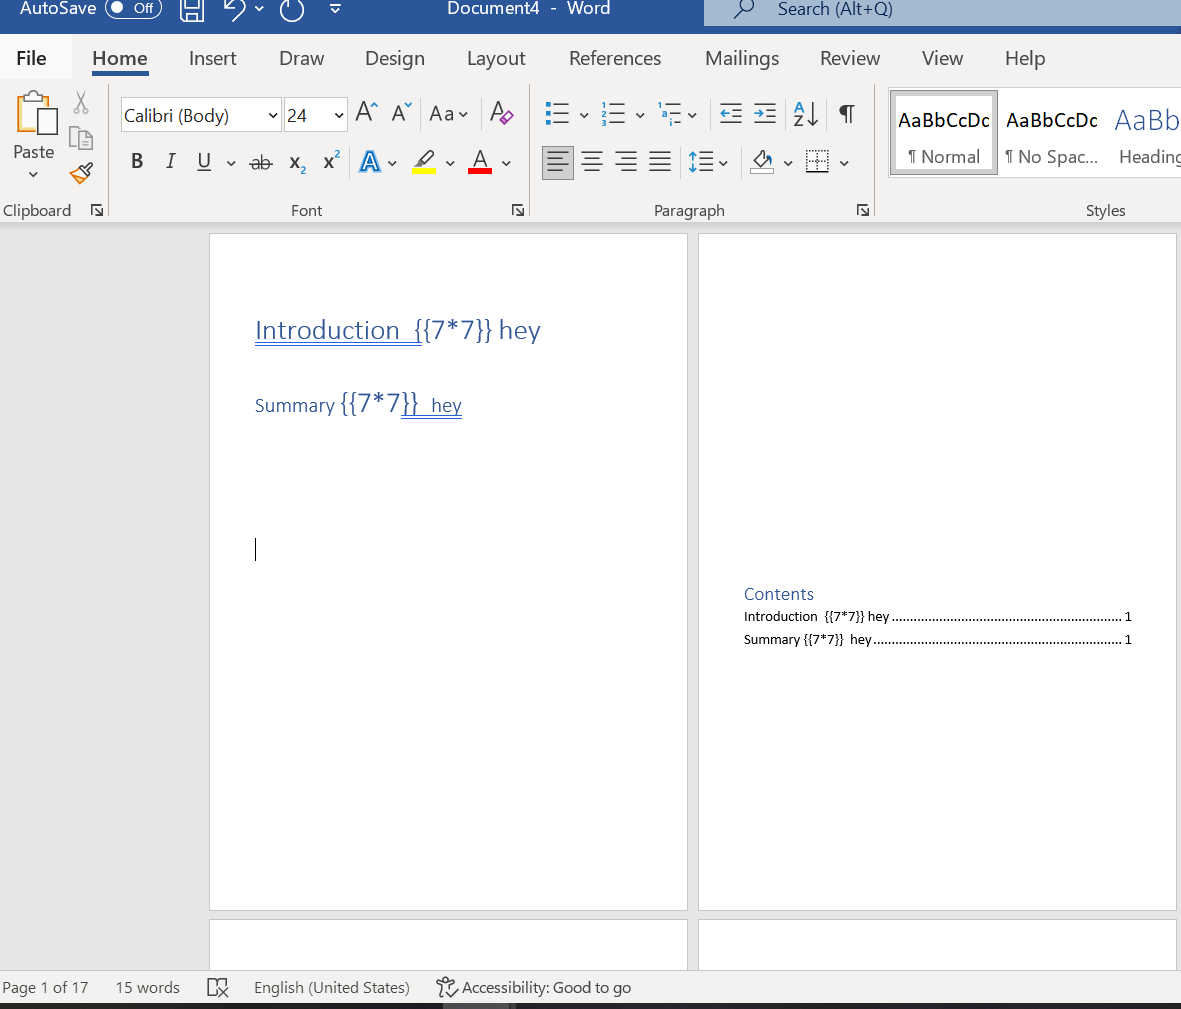 AutoSave Off Document4 - Word Search (Alt+Q)
File Home Insert Draw Design Layout References Mailings Review View Help
Calibri (Body) 24 Aa
AaBbCcDc AaBbCcDc AaBb
Paste B I U ab x2 x2 A A ¶ Normal ¶ No Spac... Heading
Clipboard Font Paragraph Styles
Introduction  {{7*7}} hey
Summary {{7*7}}  hey
Contents
Introduction  {{7*7}} hey 1
Summary {{7*7}}  hey 1
Page 1 of 17 15 words English (United States) Accessibility: Good to go